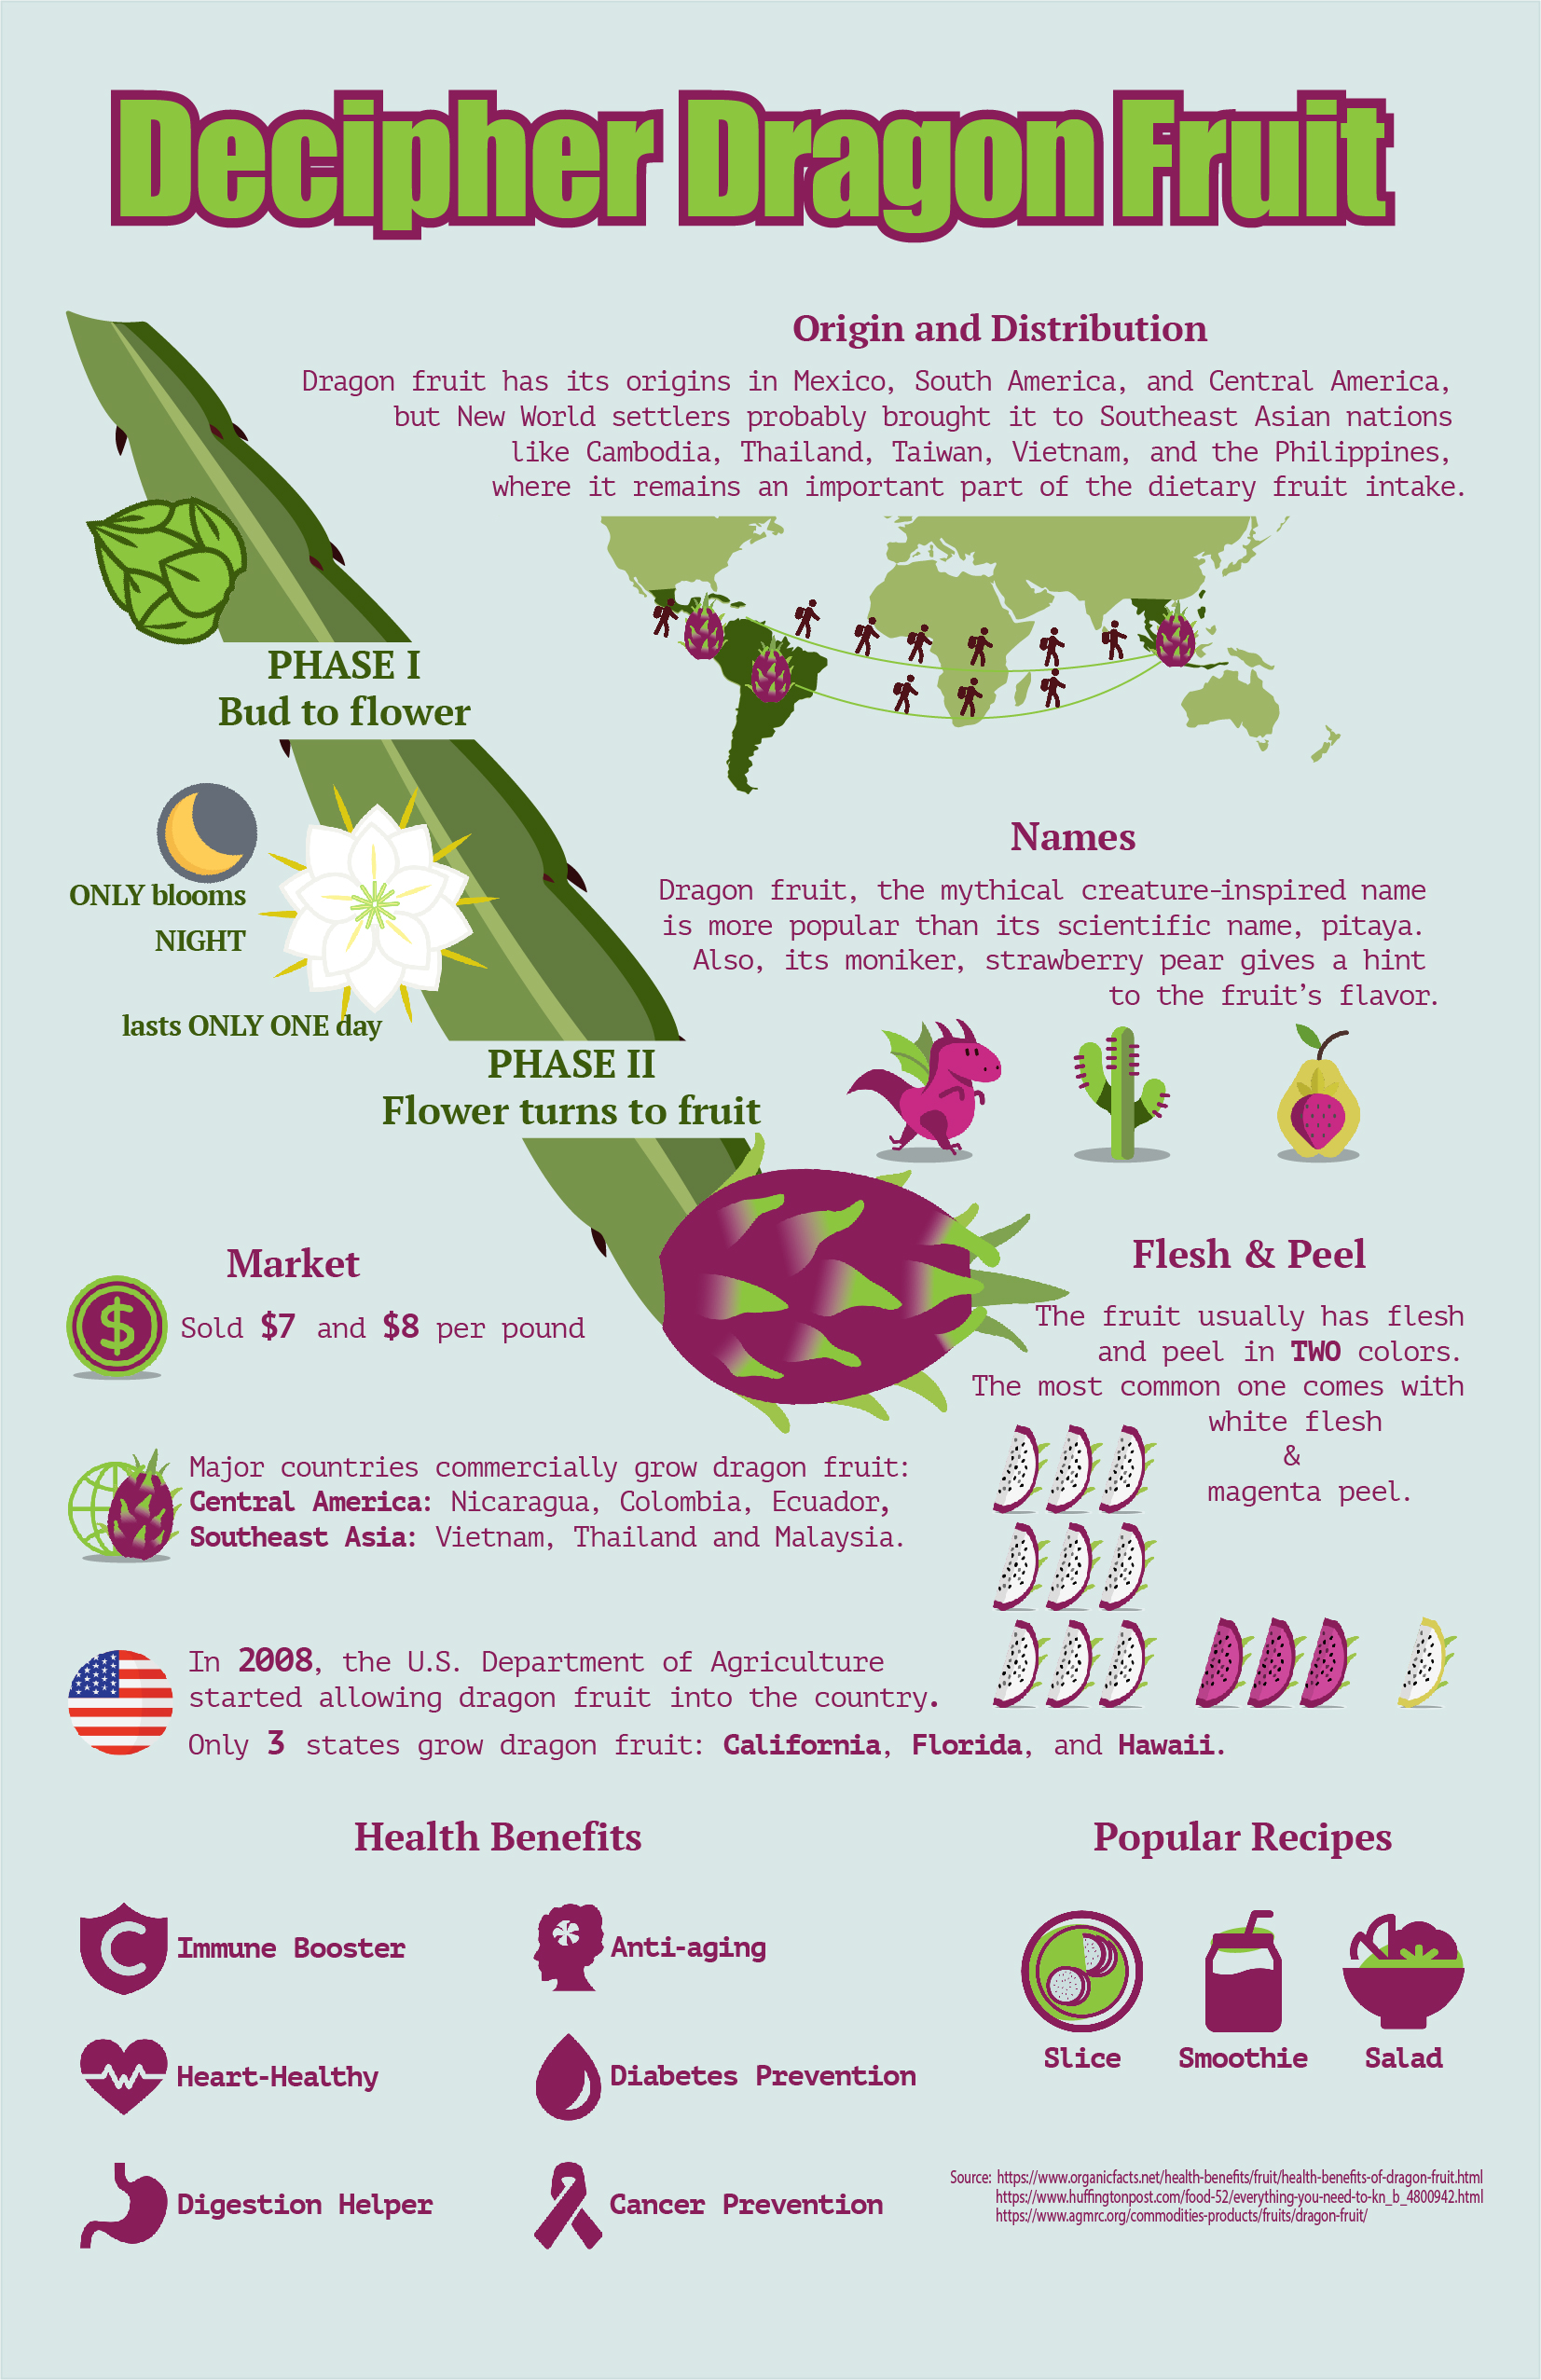 Decipher Dragon Fruit
Origin and Distribution
Dragon fruit has its origins in Mexico, South America, and Central America,
but New World settlers probably brought it to Southeast Asian nations
like Cambodia, Thailand, Taiwan, Vietnam, and the Philippines,
where it remains an important part of the dietary fruit intake.
PHASE I
Bud to flower
ONLY blooms
NIGHT
lasts ONLY ONE day
Names
Dragon fruit, the mythical creature-inspired name
is more popular than its scientific name, pitaya.
Also, its moniker, strawberry pear gives a hint
to the fruit’s flavor.
PHASE II
Flower turns to fruit
Market
$
Sold $7 and $8 per pound
Flesh & Peel
The fruit usually has flesh
and peel in TWO colors.
The most common one comes with
white flesh
&
magenta peel.
Major countries commercially grow dragon fruit:
Central America: Nicaragua, Colombia, Ecuador,
Southeast Asia: Vietnam, Thailand and Malaysia.
In 2008, the U.S. Department of Agriculture
started allowing dragon fruit into the country.
Only 3 states grow dragon fruit: California, Florida, and Hawaii.
Health Benefits
C
Immune Booster
Anti-aging
Heart-Healthy
Diabetes Prevention
Digestion Helper
Cancer Prevention
Popular Recipes
Slice
Smoothie
Salad
Source: https://www.organicfacts.net/health-benefits/fruit/health-benefits-of-dragon-fruit.html
https://www.huffingtonpost.com/food-52/everything-you-need-to-kn_b_4800942.html
https://www.agmrc.org/commodities-products/fruits/dragon-fruit/